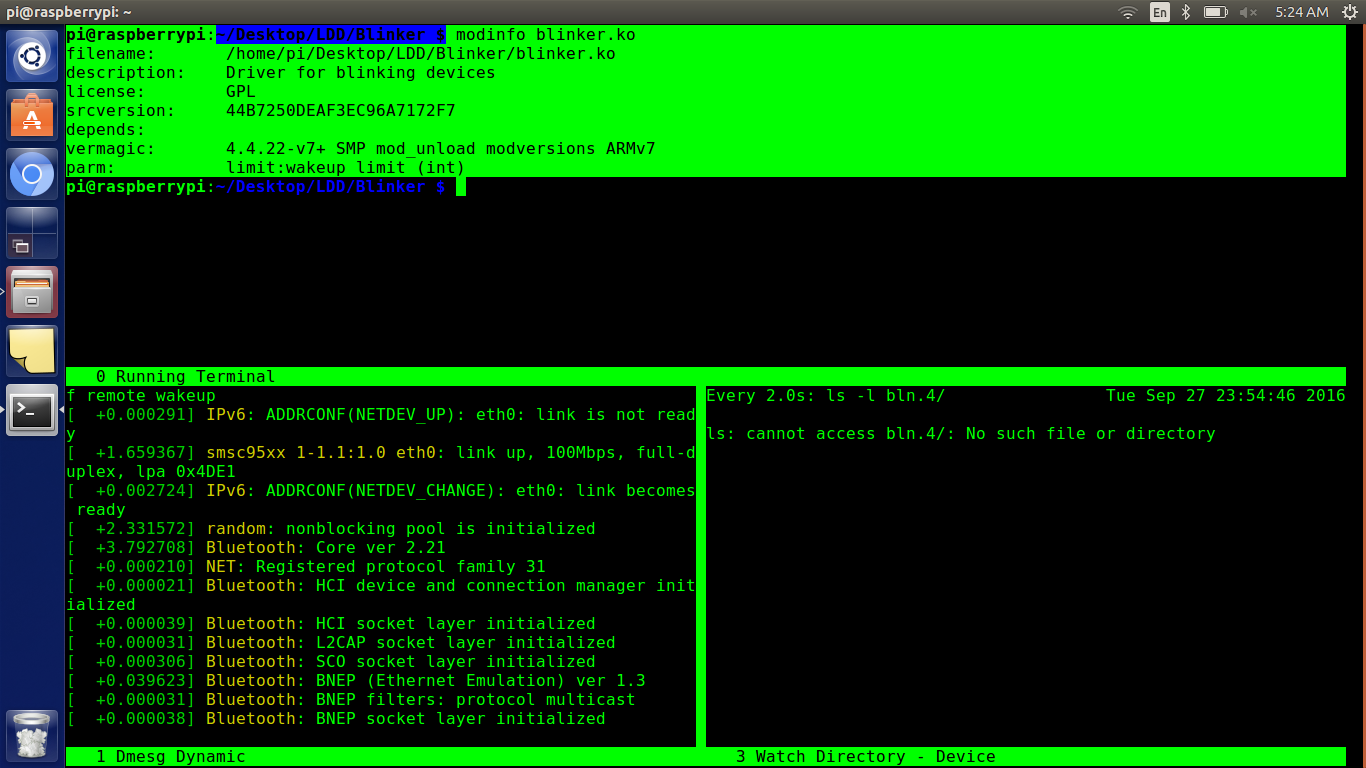 pi@raspberrypi: ~
En
5:24 AM
pi@raspberrypi:~/Desktop/LDD/Blinker $ modinfo blinker.ko
filename:       /home/pi/Desktop/LDD/Blinker/blinker.ko
description:    Driver for blinking devices
license:        GPL
srcversion:     44B7250DEAF3EC96A7172F7
depends:
vermagic:       4.4.22-v7+ SMP mod_unload modversions ARMv7
parm:           limit:wakeup limit (int)
pi@raspberrypi:~/Desktop/LDD/Blinker $
0 Running Terminal
f remote wakeup
[  +0.000291] IPv6: ADDRCONF(NETDEV_UP): eth0: link is not read
y
[  +1.659367] smsc95xx 1-1.1:1.0 eth0: link up, 100Mbps, full-d
uplex, lpa 0x4DE1
[  +0.002724] IPv6: ADDRCONF(NETDEV_CHANGE): eth0: link becomes
 ready
[  +2.331572] random: nonblocking pool is initialized
[  +3.792708] Bluetooth: Core ver 2.21
[  +0.000210] NET: Registered protocol family 31
[  +0.000021] Bluetooth: HCI device and connection manager init
ialized
[  +0.000039] Bluetooth: HCI socket layer initialized
[  +0.000031] Bluetooth: L2CAP socket layer initialized
[  +0.000306] Bluetooth: SCO socket layer initialized
[  +0.039623] Bluetooth: BNEP (Ethernet Emulation) ver 1.3
[  +0.000031] Bluetooth: BNEP filters: protocol multicast
[  +0.000038] Bluetooth: BNEP socket layer initialized
1 Dmesg Dynamic
Every 2.0s: ls -l bln.4/                Tue Sep 27 23:54:46 2016
ls: cannot access bln.4/: No such file or directory
3 Watch Directory - Device